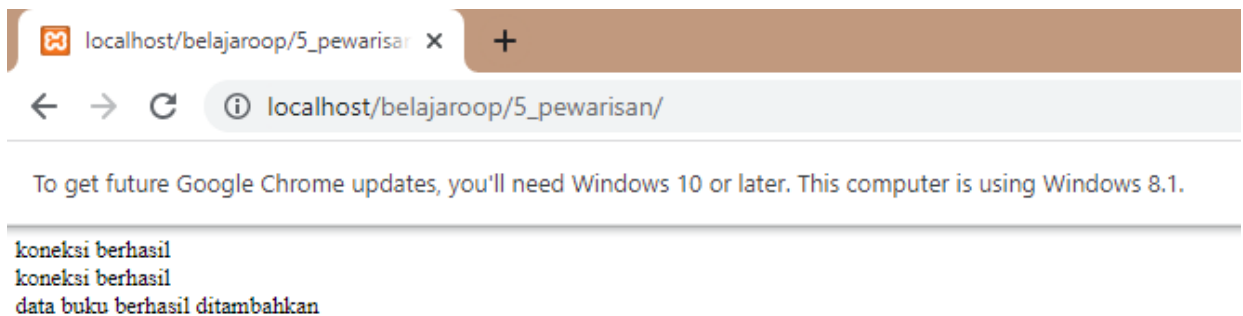 localhost/belajaroop/5_pewarisan
localhost/belajaroop/5_pewarisan/
To get future Google Chrome updates, you'll need Windows 10 or later. This computer is using Windows 8.1.
koneksi berhasil
koneksi berhasil
data buku berhasil ditambahkan